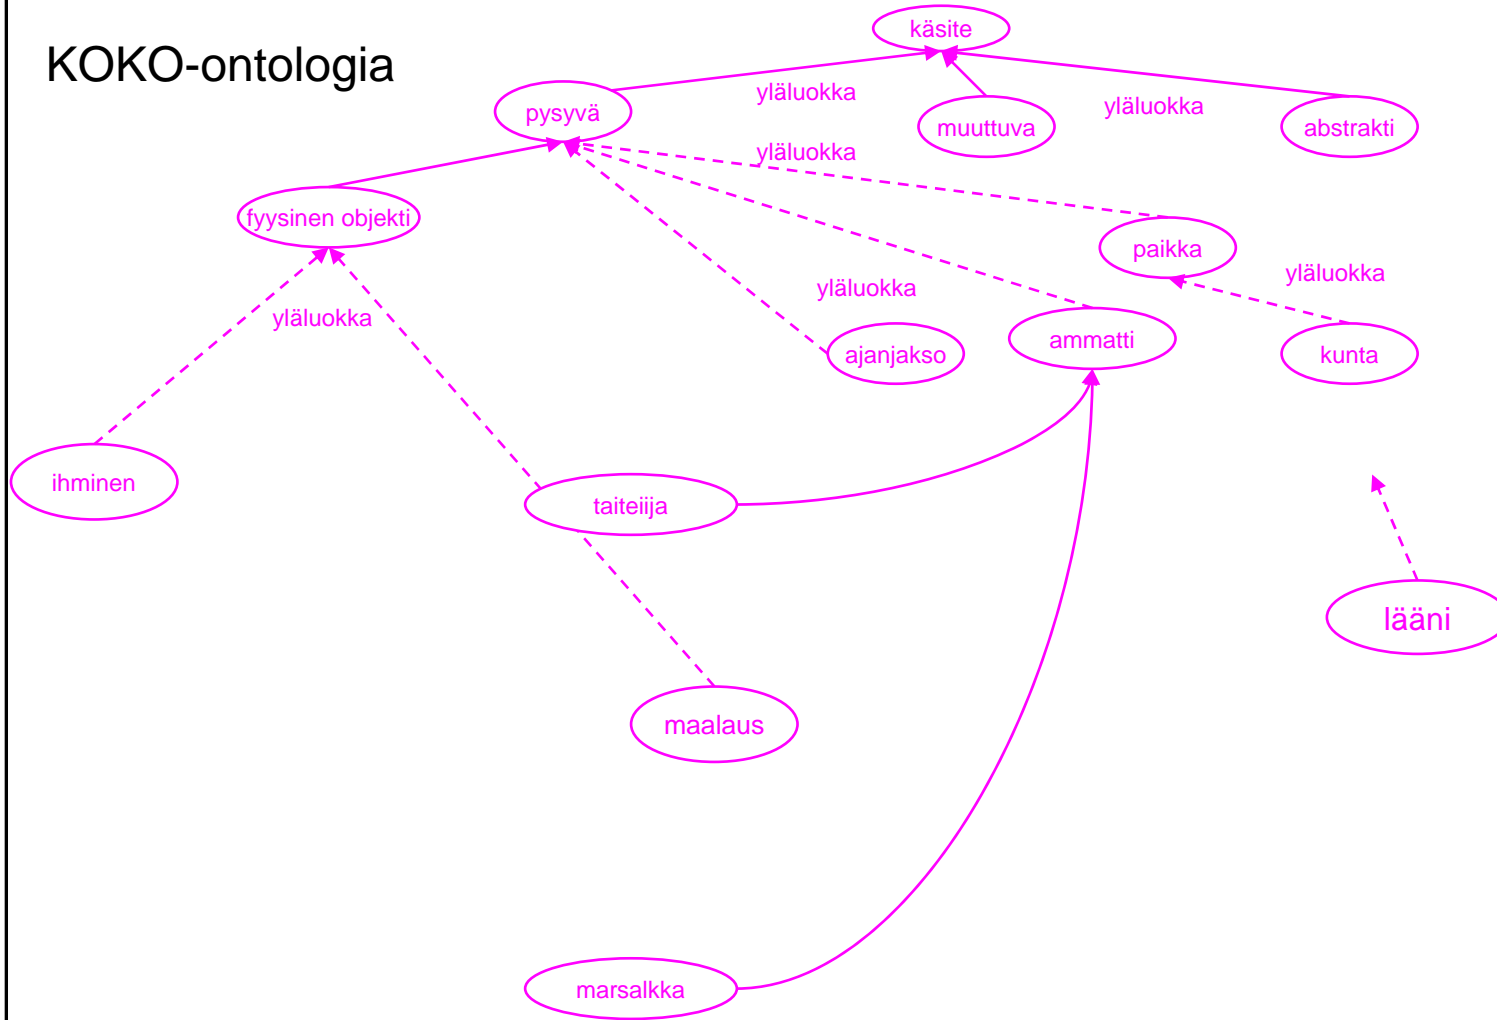 käsite
KOKO-ontologia
yläluokka
pysyvä
yläluokka
muuttuva
abstrakti
yläluokka
fyysinen objekti
paikka
yläluokka
yläluokka
yläluokka
ammatti
ajanjakso
kunta
ihminen
taiteiija
lääni
maalaus
marsalkka